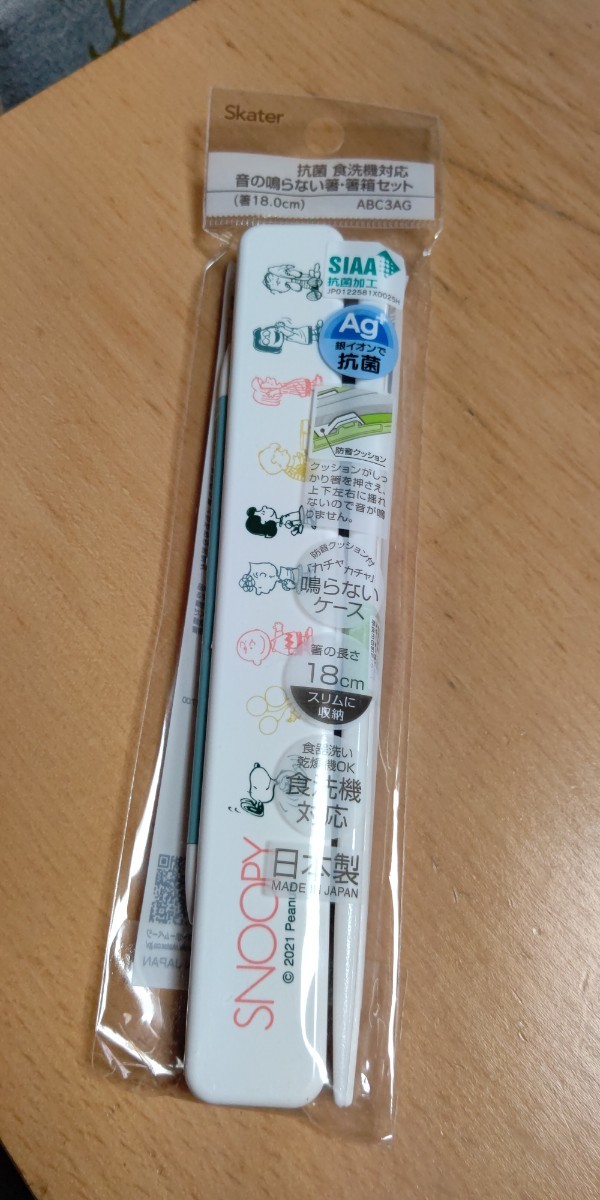 Skater
抗菌 食洗機対応
音の鳴らない箸・箸箱セット
(箸18.0cm) ABC3AG
SIAA
抗菌加工
JP0122581X0025H
Ag+
銀イオンで
抗菌
防音クッション
クッションがしっ
かり箸を押さえ、
上下左右に揺れ
ないので音が鳴
りません。
防音クッション付
「カチャカチャ」
鳴らない
ケース
箸の長さ
18cm
スリムに
収納
食器洗い
乾燥機OK
食洗機
対応
日本製
MADE IN JAPAN
SNOOPY
© 2021 Peanu